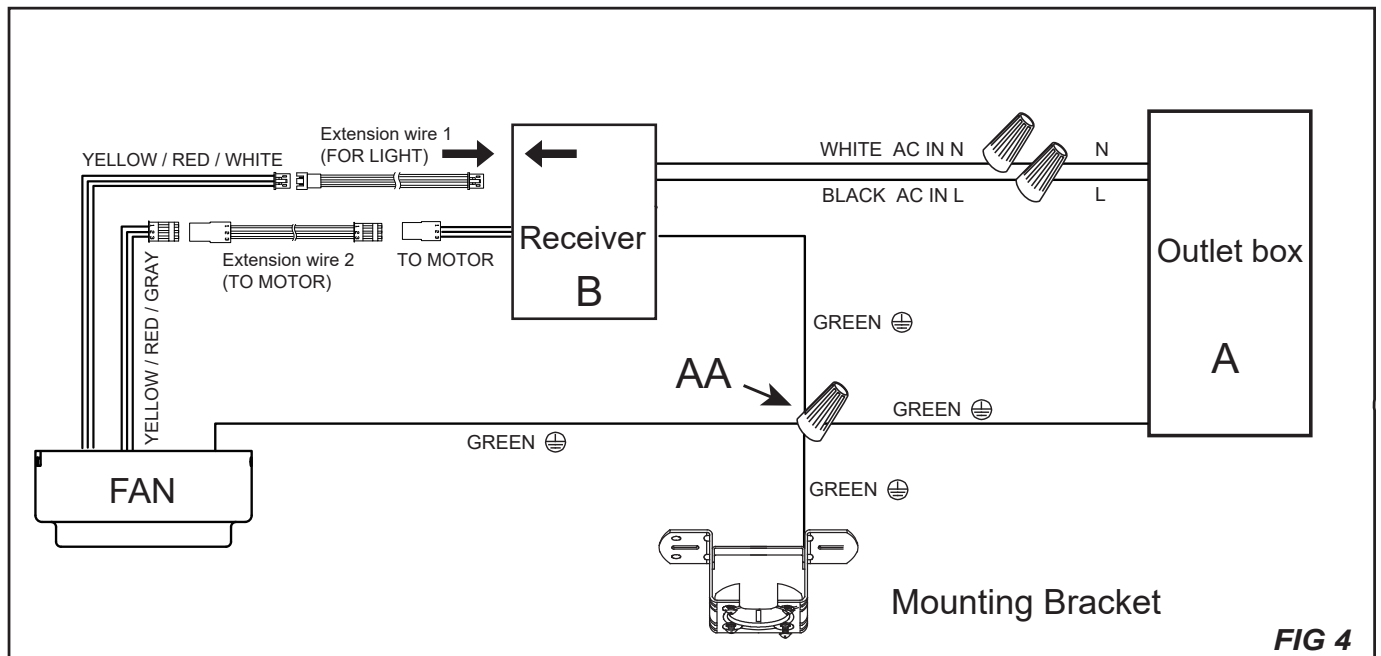 Extension wire 1
(FOR LIGHT)
YELLOW / RED / WHITE
WHITE AC IN N
N
BLACK AC IN L
L
Receiver
B
Outlet box
A
Extension wire 2
(TO MOTOR)
TO MOTOR
YELLOW / RED / GRAY
GREEN
AA
GREEN
GREEN
FAN
GREEN
Mounting Bracket
FIG 4